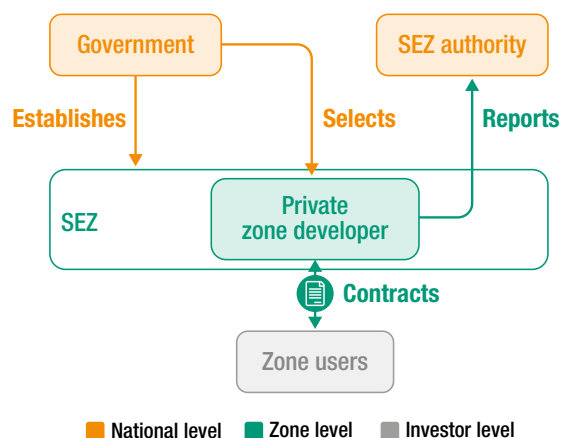 Government
SEZ authority
Establishes
Selects
Reports
SEZ
Private
zone developer
Contracts
Zone users
National level
Zone level
Investor level